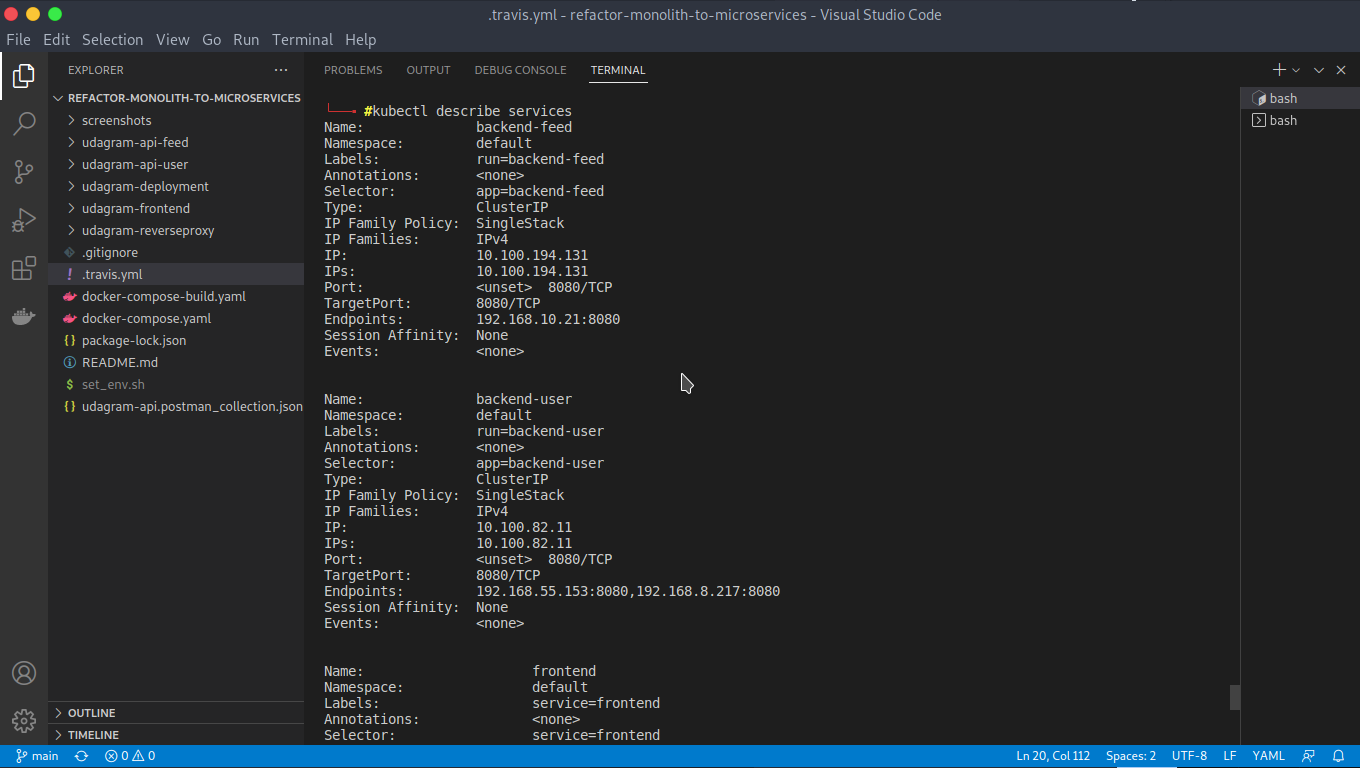 .travis.yml - refactor-monolith-to-microservices - Visual Studio Code
File Edit Selection View Go Run Terminal Help
EXPLORER
REFACTOR-MONOLITH-TO-MICROSERVICES
screenshots
udagram-api-feed
udagram-api-user
udagram-deployment
udagram-frontend
udagram-reverseproxy
.gitignore
.travis.yml
docker-compose-build.yaml
docker-compose.yaml
package-lock.json
README.md
set_env.sh
udagram-api.postman_collection.json
OUTLINE
TIMELINE
PROBLEMS OUTPUT DEBUG CONSOLE TERMINAL
#kubectl describe services
Name: backend-feed
Namespace: default
Labels: run=backend-feed
Annotations: <none>
Selector: app=backend-feed
Type: ClusterIP
IP Family Policy: SingleStack
IP Families: IPv4
IP: 10.100.194.131
IPs: 10.100.194.131
Port: <unset> 8080/TCP
TargetPort: 8080/TCP
Endpoints: 192.168.10.21:8080
Session Affinity: None
Events: <none>
Name: backend-user
Namespace: default
Labels: run=backend-user
Annotations: <none>
Selector: app=backend-user
Type: ClusterIP
IP Family Policy: SingleStack
IP Families: IPv4
IP: 10.100.82.11
IPs: 10.100.82.11
Port: <unset> 8080/TCP
TargetPort: 8080/TCP
Endpoints: 192.168.55.153:8080,192.168.8.217:8080
Session Affinity: None
Events: <none>
Name: frontend
Namespace: default
Labels: service=frontend
Annotations: <none>
Selector: service=frontend
bash
bash
main 0 0 Ln 20, Col 112 Spaces: 2 UTF-8 LF YAML